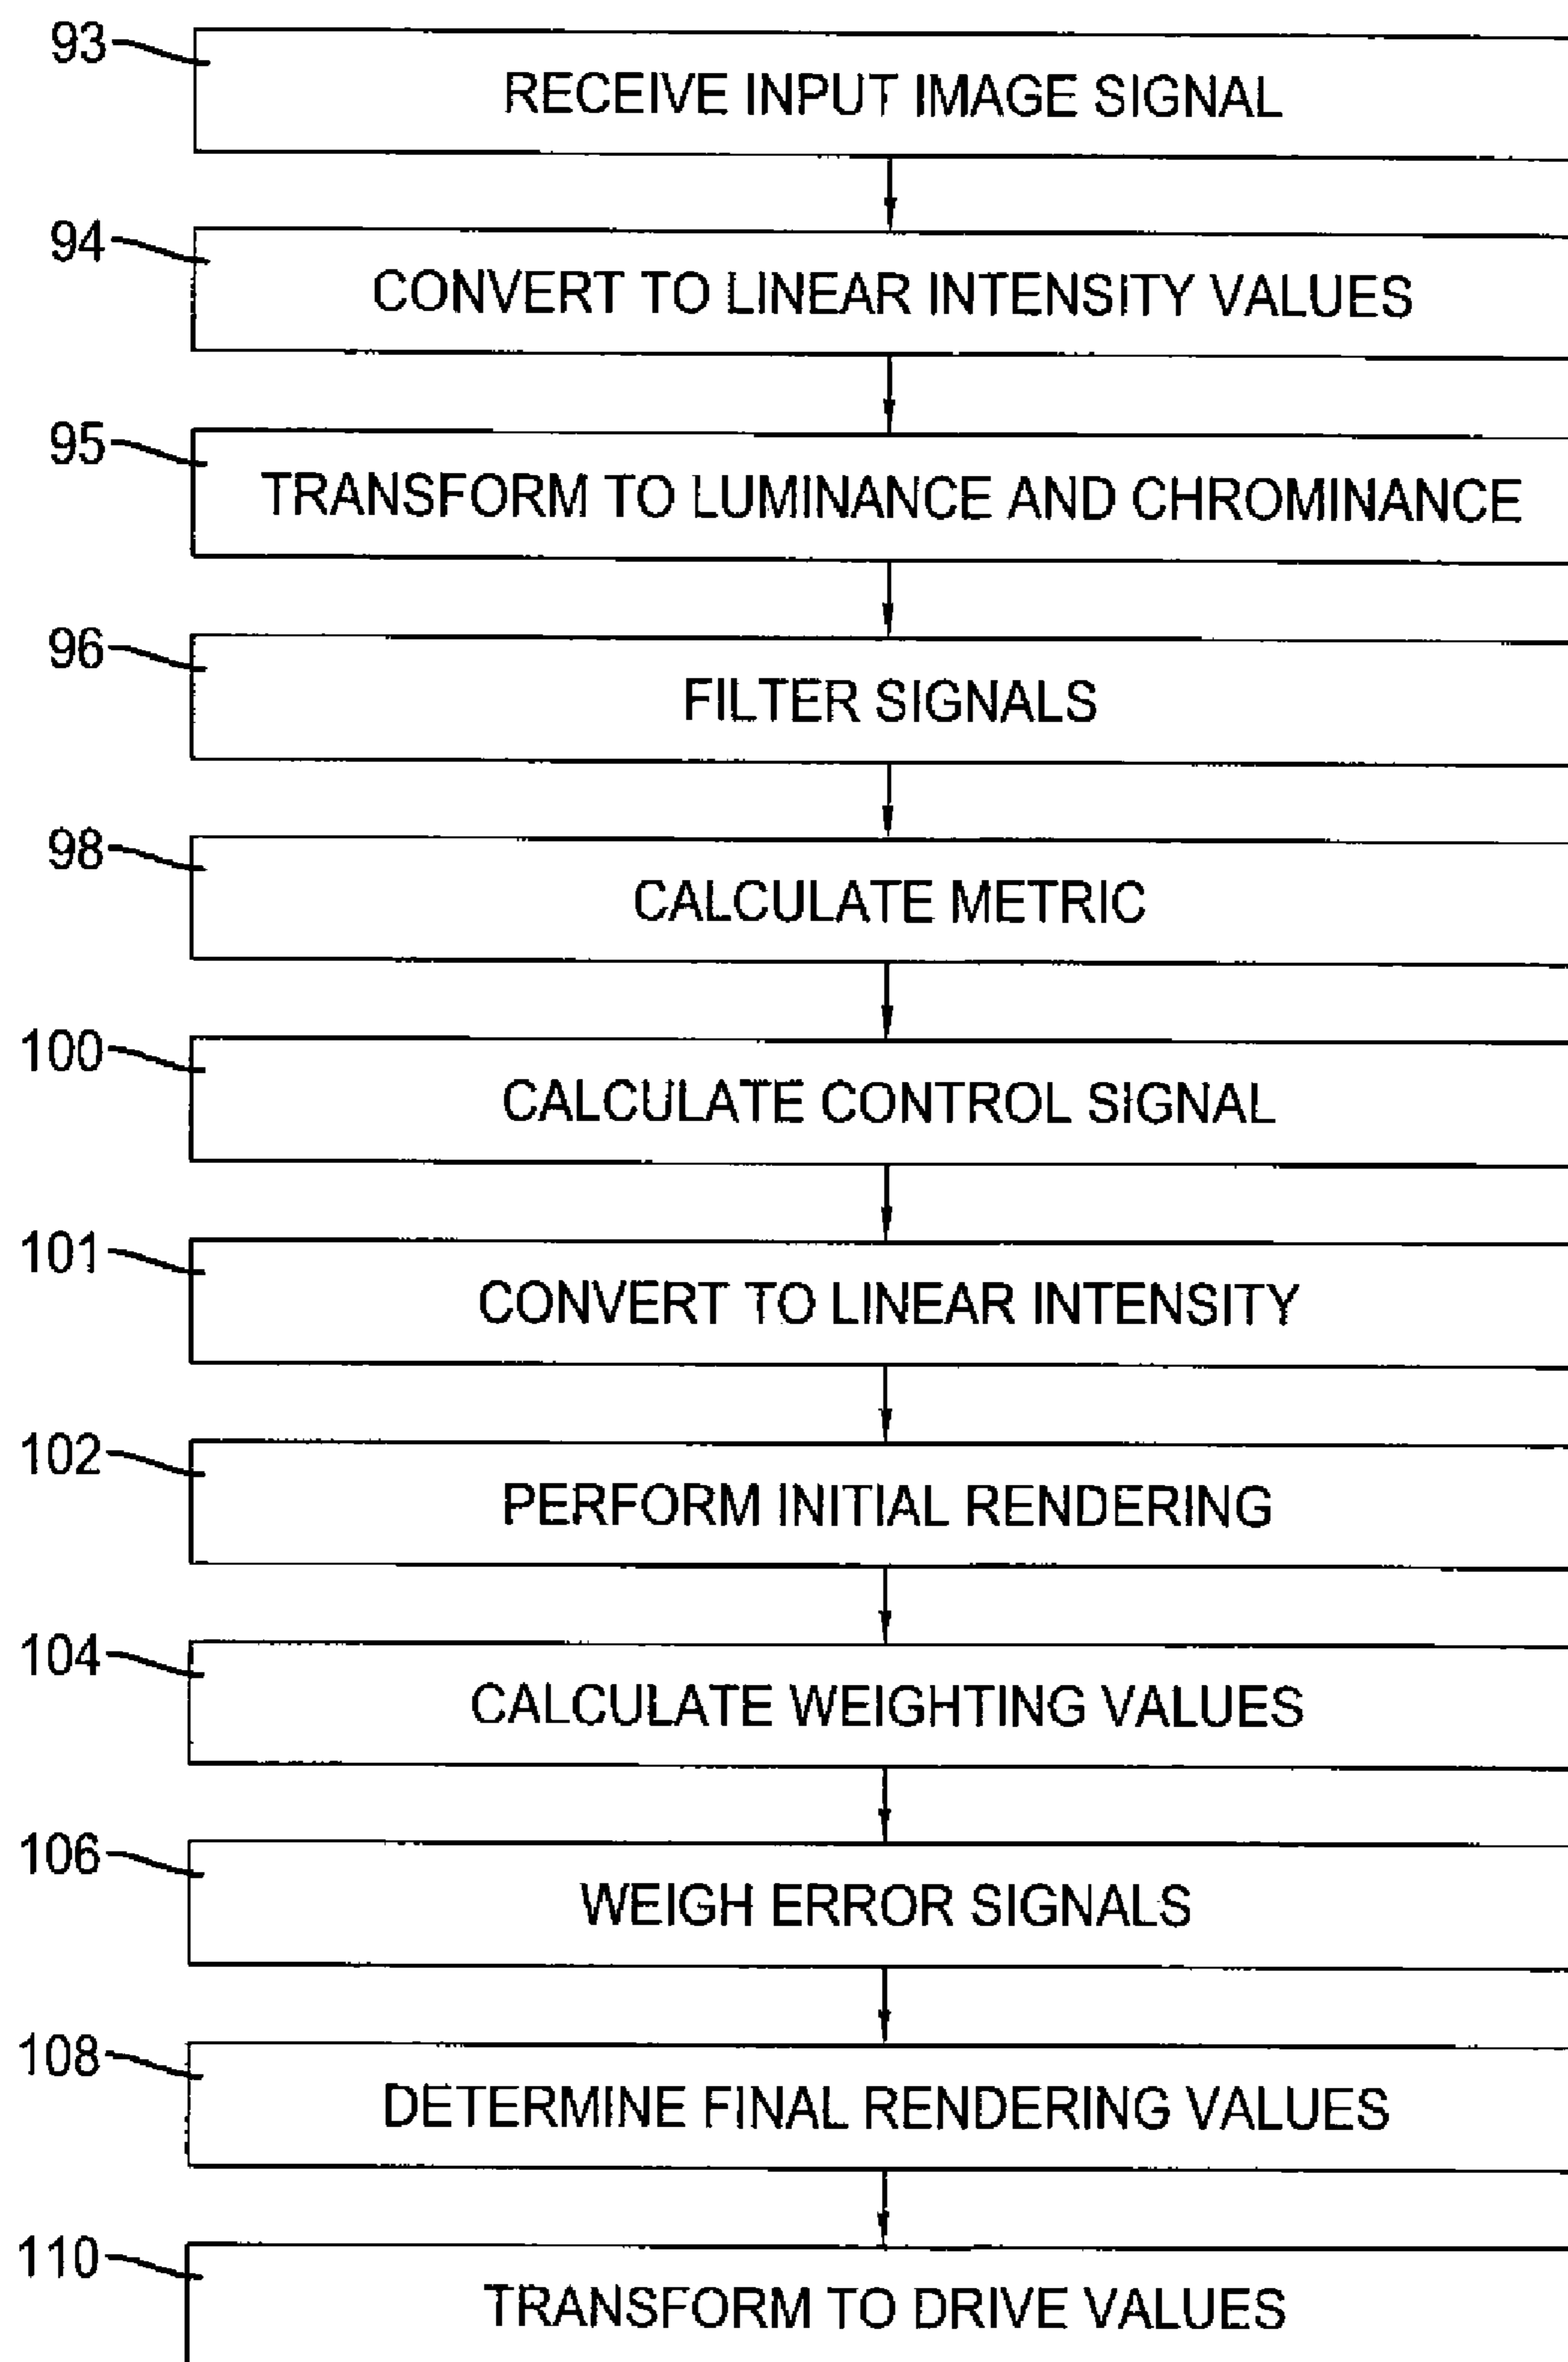 93
RECEIVE INPUT IMAGE SIGNAL
94
CONVERT TO LINEAR INTENSITY VALUES
95
TRANSFORM TO LUMINANCE AND CHROMINANCE
96
FILTER SIGNALS
98
CALCULATE METRIC
100
CALCULATE CONTROL SIGNAL
101
CONVERT TO LINEAR INTENSITY
102
PERFORM INITIAL RENDERING
104
CALCULATE WEIGHTING VALUES
106
WEIGH ERROR SIGNALS
108
DETERMINE FINAL RENDERING VALUES
110
TRANSFORM TO DRIVE VALUES